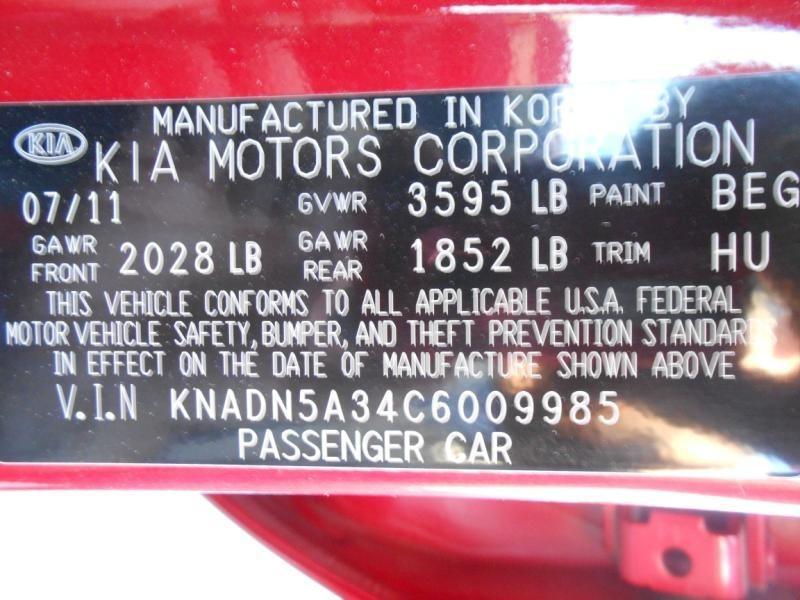 MANUFACTURED IN KOREA BY
KIA KIA MOTORS CORPORATION
07/11 GVWR 3595 LB PAINT BEG
GAWR FRONT 2028 LB GAWR REAR 1852 LB TRIM HU
THIS VEHICLE CONFORMS TO ALL APPLICABLE U.S.A. FEDERAL
MOTOR VEHICLE SAFETY, BUMPER, AND THEFT PREVENTION STANDARDS
IN EFFECT ON THE DATE OF MANUFACTURE SHOWN ABOVE
V.I.N KNADN5A34C6009985
PASSENGER CAR